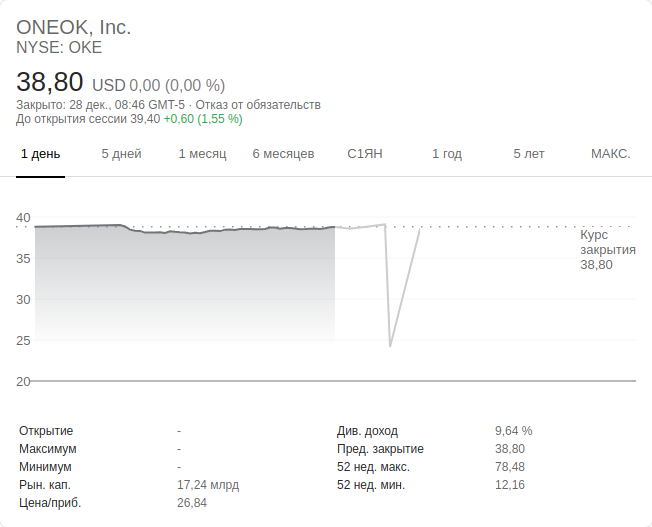 ONEOK, Inc.
NYSE: OKE
38,80 USD 0,00 (0,00 %)
Закрыто: 28 дек., 08:46 GMT-5 · Отказ от обязательств
До открытия сессии 39,40 +0,60 (1,55 %)
1 день 5 дней 1 месяц 6 месяцев С1ЯН 1 год 5 лет МАКС.
40
Курс
закрытия
35
38,80
30
25
20
Открытие - Див. доход 9,64 %
Максимум - Пред. закрытие 38,80
Минимум - 52 нед. макс. 78,48
Рын. кап. 17,24 млрд 52 нед. мин. 12,16
Цена/приб. 26,84